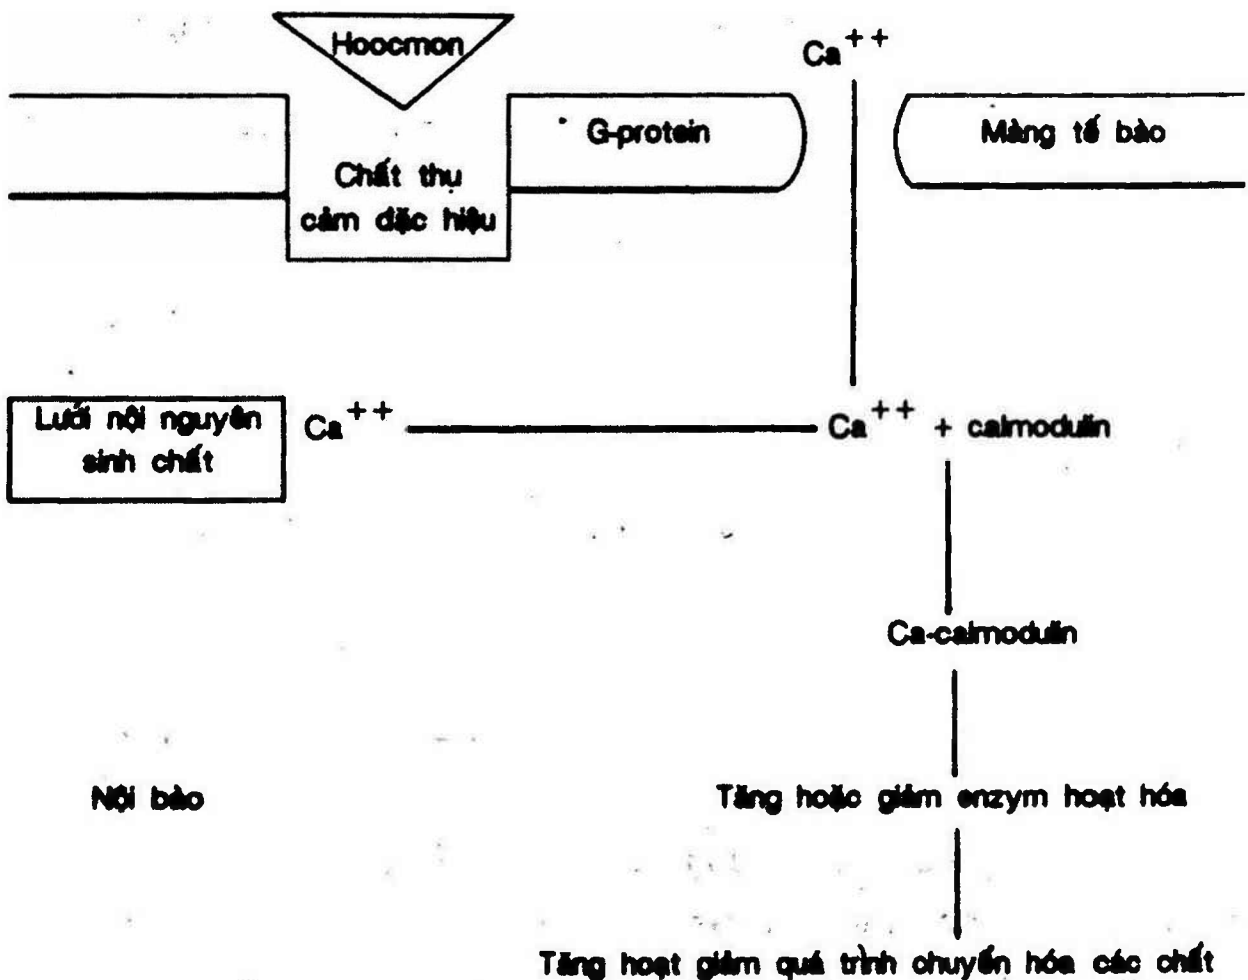 Hoocmon
Ca++
G-protein
Màng tế bào
Chất thụ
cảm đặc hiệu
Lưới nội nguyên
sinh chất
Ca++
Ca++ + calmodulin
Ca-calmodulin
Nội bào
Tăng hoặc giảm enzym hoạt hóa
Tăng hoạt giảm quá trình chuyển hóa các chất